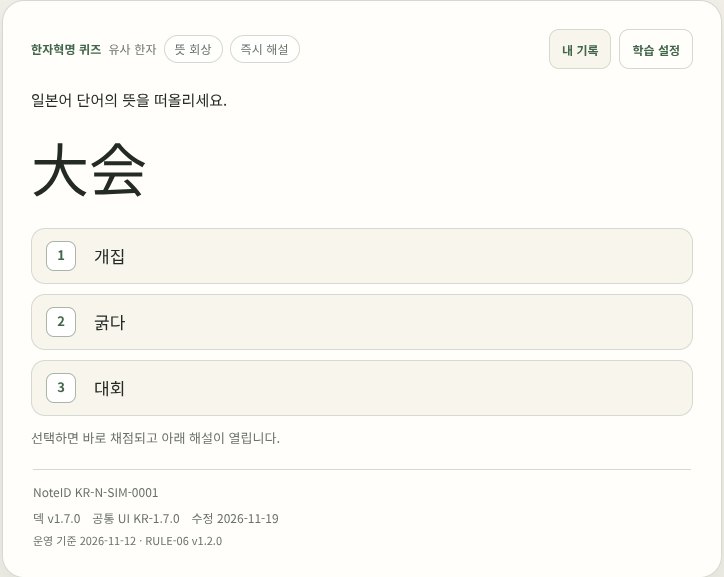 한자혁명 퀴즈 유사 한자 뜻 회상 즉시 해설 내 기록 학습 설정
일본어 단어의 뜻을 떠올리세요.
大会
1 개집
2 굵다
3 대회
선택하면 바로 채점되고 아래 해설이 열립니다.
NoteID KR-N-SIM-0001
덱 v1.7.0 공통 UI KR-1.7.0 수정 2026-11-19
운영 기준 2026-11-12 · RULE-06 v1.2.0